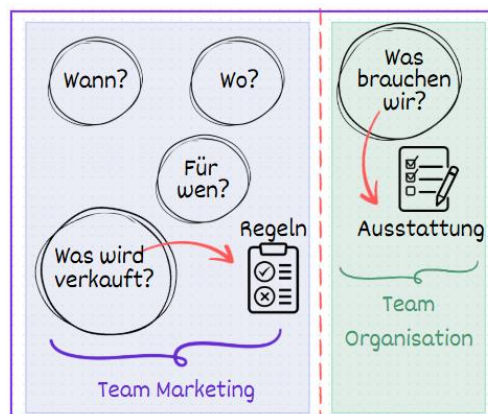 Wann?
Wo?
Für
wen?
Was wird
verkauft?
Regeln
Team Marketing
Was
brauchen
wir?
Ausstattung
Team
Organisation